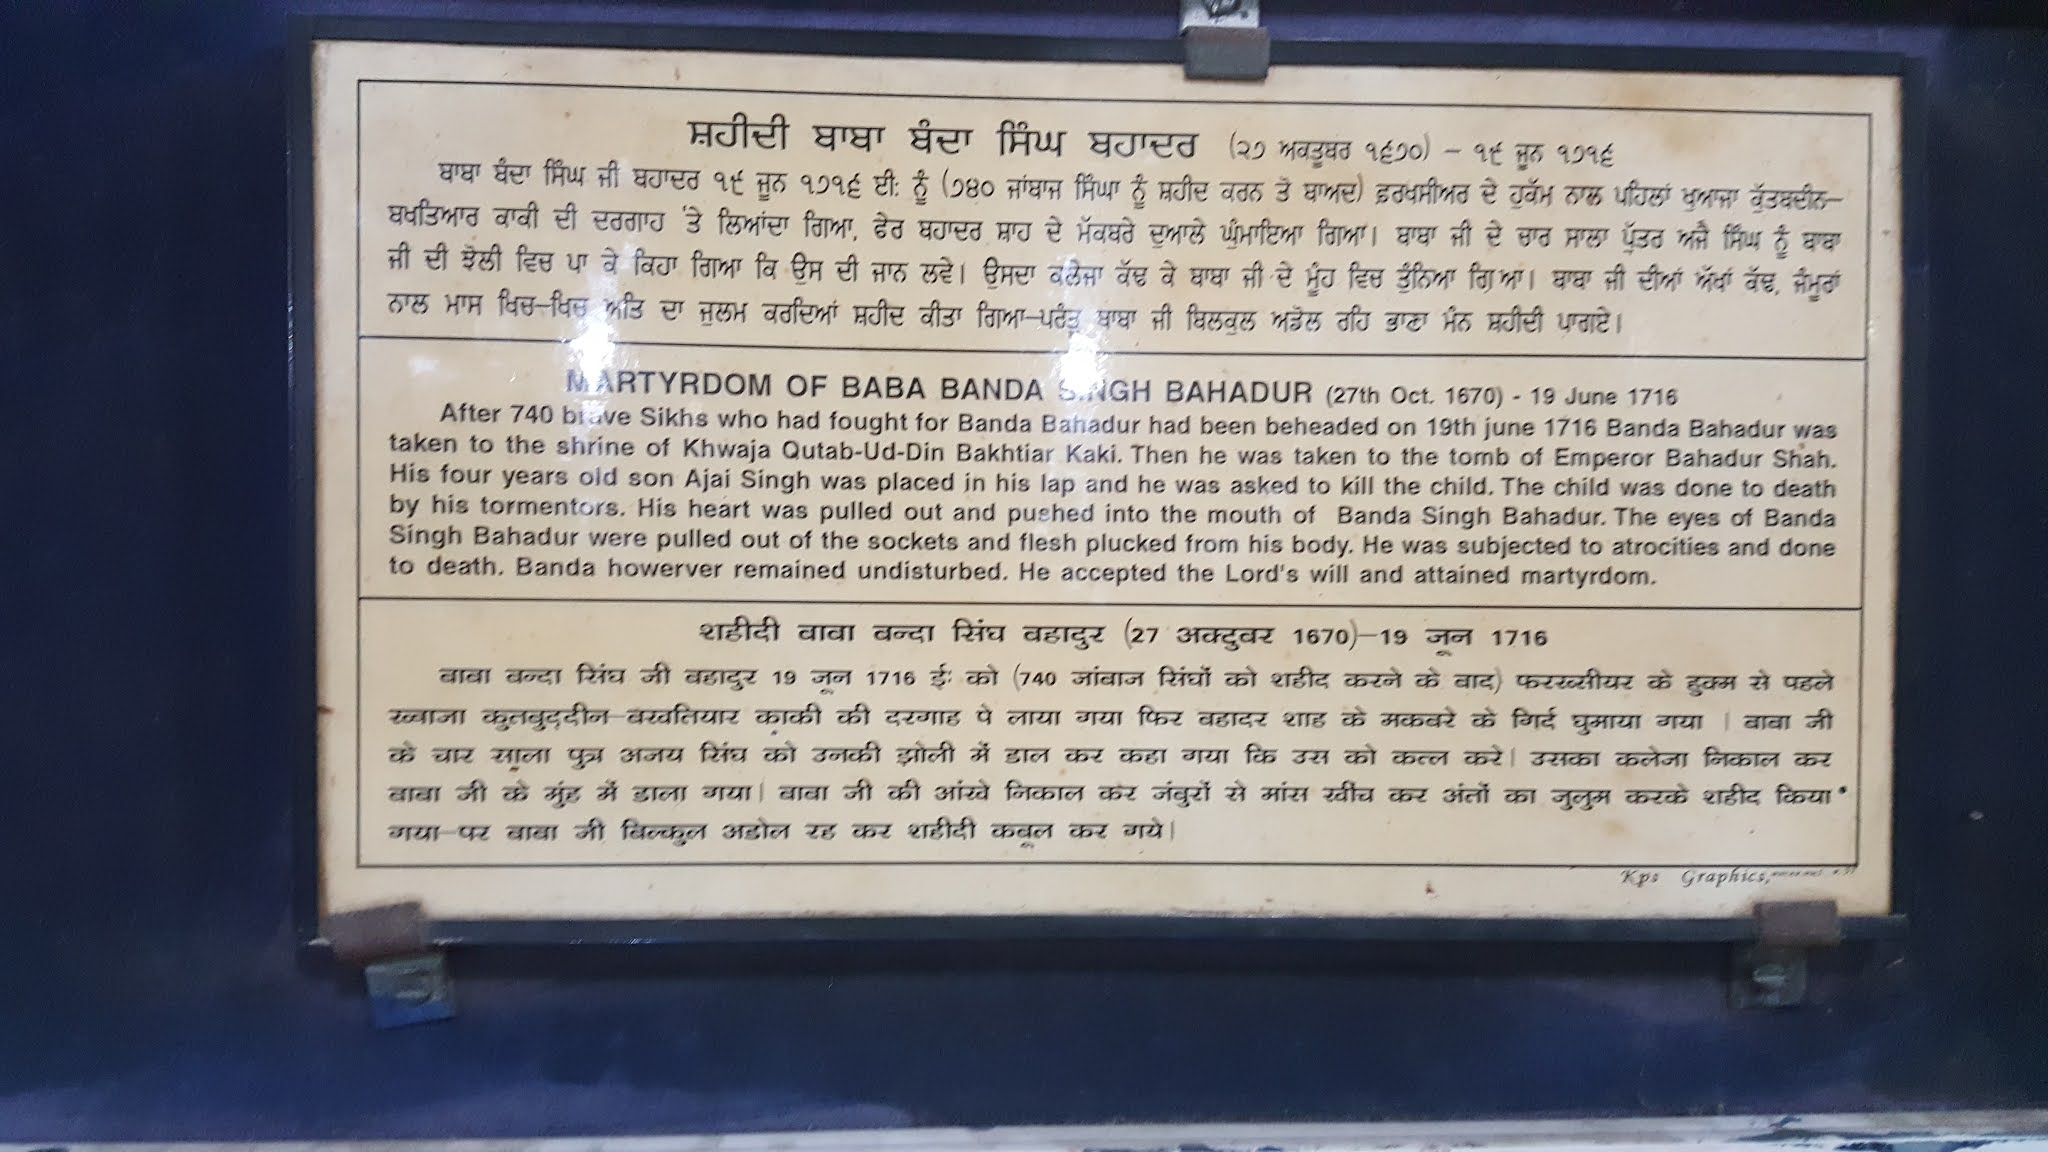 ਸ਼ਹੀਦੀ ਬਾਬਾ ਬੰਦਾ ਸਿੰਘ ਬਹਾਦਰ (੨੭ ਅਕਤੂਬਰ ੧੬੭੦) – ੧੯ ਜੂਨ ੧੭੧੬
ਬਾਬਾ ਬੰਦਾ ਸਿੰਘ ਜੀ ਬਹਾਦਰ ੧੯ ਜੂਨ ੧੭੧੬ ਈ: ਨੂੰ (੭੪੦ ਜਾਂਬਾਜ ਸਿੰਘਾ ਨੂੰ ਸ਼ਹੀਦ ਕਰਨ ਤੋ ਬਾਅਦ) ਫ਼ਰਖਸੀਅਰ ਦੇ ਹੁਕੱਮ ਨਾਲ ਪਹਿਲਾਂ ਖੁਆਜਾ ਕੁੱਤਬਦੀਨ–
ਬਖਤਿਆਰ ਕਾਕੀ ਦੀ ਦਰਗਾਹ 'ਤੇ ਲਿਆਂਦਾ ਗਿਆ, ਫੇਰ ਬਹਾਦਰ ਸ਼ਾਹ ਦੇ ਮੱਕਬਰੇ ਦੁਆਲੇ ਘੁੰਮਾਇਆ ਗਿਆ। ਬਾਬਾ ਜੀ ਦੇ ਚਾਰ ਸਾਲਾ ਪੁੱਤਰ ਅਜੈ ਸਿੰਘ ਨੂੰ ਬਾਬਾ
ਜੀ ਦੀ ਝੋਲੀ ਵਿਚ ਪਾ ਕੇ ਕਿਹਾ ਗਿਆ ਕਿ ਉਸ ਦੀ ਜਾਨ ਲਵੇ। ਉਸਦਾ ਕਲੇਜਾ ਕੱਢ ਕੇ ਬਾਬਾ ਜੀ ਦੇ ਮੂੰਹ ਵਿਚ ਤੁੰਨਿਆ ਗਿਆ। ਬਾਬਾ ਜੀ ਦੀਆਂ ਅੱਖਾਂ ਕੱਢ, ਜੰਮੂਰਾਂ
ਨਾਲ ਮਾਸ ਖਿਚ–ਖਿਚ ਅਤਿ ਦਾ ਜੁਲਮ ਕਰਦਿਆਂ ਸ਼ਹੀਦ ਕੀਤਾ ਗਿਆ–ਪਰੰਤੂ ਬਾਬਾ ਜੀ ਬਿਲਕੁਲ ਅਡੋਲ ਰਹਿ ਭਾਣਾ ਮੰਨ ਸ਼ਹੀਦੀ ਪਾਗਏ।
MARTYRDOM OF BABA BANDA SINGH BAHADUR (27th Oct. 1670) - 19 June 1716
After 740 brave Sikhs who had fought for Banda Bahadur had been beheaded on 19th june 1716 Banda Bahadur was
taken to the shrine of Khwaja Qutab-Ud-Din Bakhtiar Kaki. Then he was taken to the tomb of Emperor Bahadur Shah.
His four years old son Ajai Singh was placed in his lap and he was asked to kill the child. The child was done to death
by his tormentors. His heart was pulled out and pushed into the mouth of Banda Singh Bahadur. The eyes of Banda
Singh Bahadur were pulled out of the sockets and flesh plucked from his body. He was subjected to atrocities and done
to death. Banda howerver remained undisturbed. He accepted the Lord's will and attained martyrdom.
शहीदी बाबा बन्दा सिंघ बहादुर (27 अक्टुबर 1670)–19 जून 1716
बाबा बन्दा सिंघ जी बहादुर 19 जून 1716 ई: को (740 जांबाज सिंघों को शहीद करने के बाद) फरख्सीयर के हुक्म से पहले
ख्वाजा कुतबुद्दीन–बखतियार काकी की दरगाह पे लाया गया फिर बहादर शाह के मकबरे के गिर्द घुमाया गया । बाबा जी
के चार साला पुत्र अजय सिंघ को उनकी झोली में डाल कर कहा गया कि उस को कत्ल करे। उसका कलेजा निकाल कर
बाबा जी के मुंह में डाला गया। बाबा जी की आंखे निकाल कर जंबुरों से मांस खींच कर अंतों का जुलुम करके शहीद किया
गया–पर बाबा जी बिल्कुल अडोल रह कर शहीदी कबूल कर गये।
Kps Graphics,